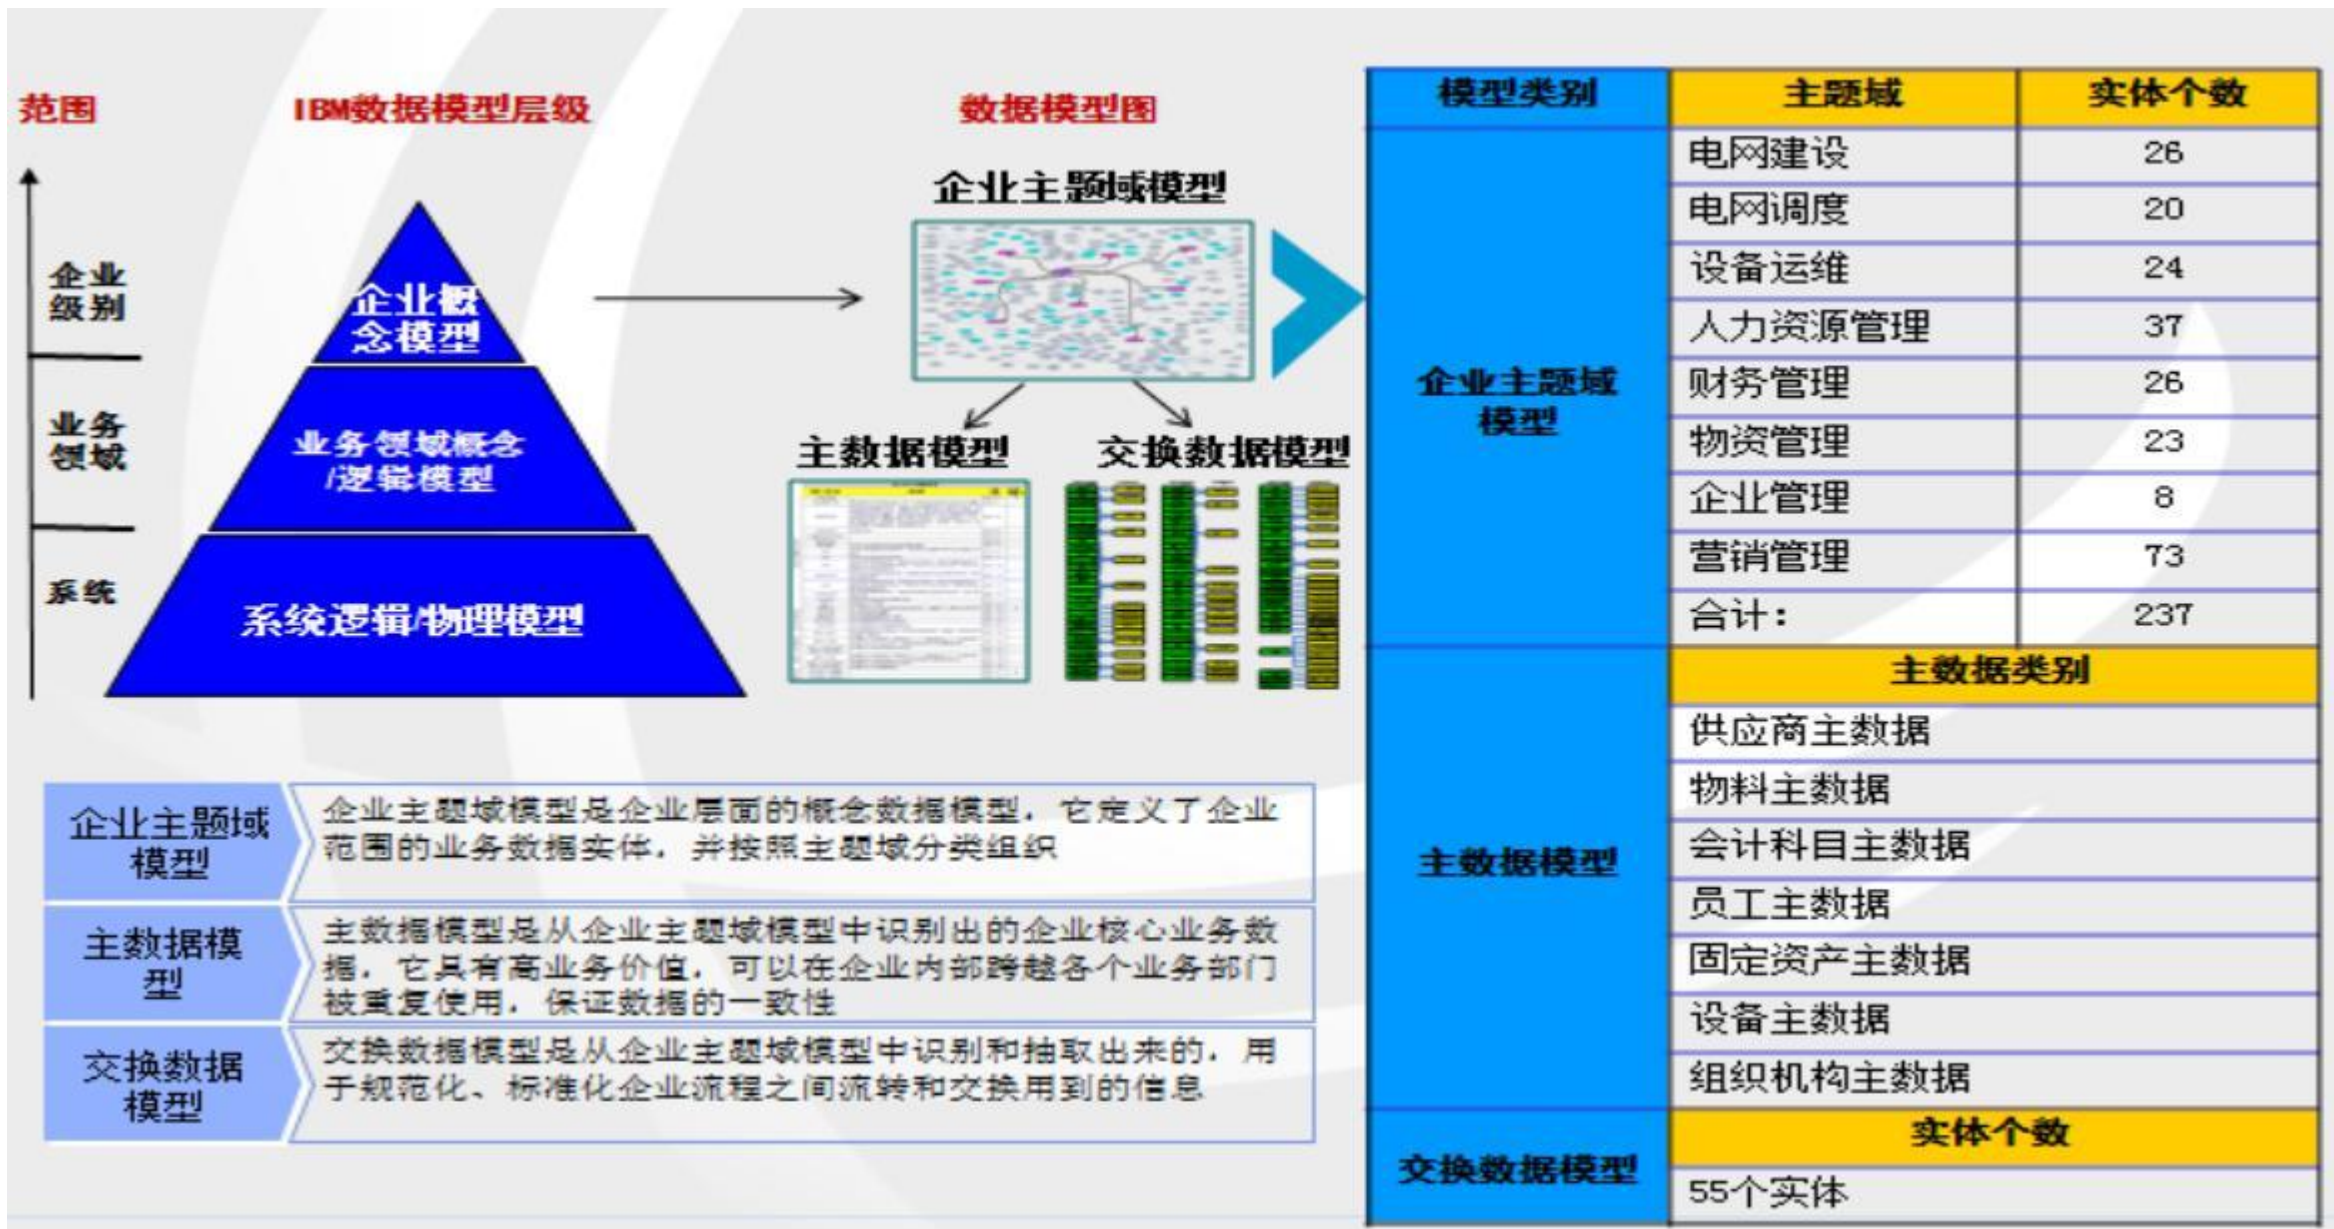 范围
IBM数据模型层级
数据模型图
企业
级别
业务
领域
系统
企业概
念模型
业务领域概念
/逻辑模型
系统逻辑/物理模型
企业主题域模型
主数据模型
交换数据模型
企业主题域
模型
企业主题域模型是企业层面的概念数据模型，它定义了企业
范围的业务数据实体，并按照主题域分类组织
主数据模
型
主数据模型是从企业主题域模型中识别出的企业核心业务数
据，它具有高业务价值，可以在企业内部跨越各个业务部门
被重复使用，保证数据的一致性
交换数据
模型
交换数据模型是从企业主题域模型中识别和抽取出来的，用
于规范化、标准化企业流程之间流转和交换用到的信息
模型类别 主题域 实体个数
企业主题域
模型
电网建设 26
电网调度 20
设备运维 24
人力资源管理 37
财务管理 26
物资管理 23
企业管理 8
营销管理 73
合计： 237
主数据模型
主数据类别
供应商主数据
物料主数据
会计科目主数据
员工主数据
固定资产主数据
设备主数据
组织机构主数据
交换数据模型
实体个数
55个实体